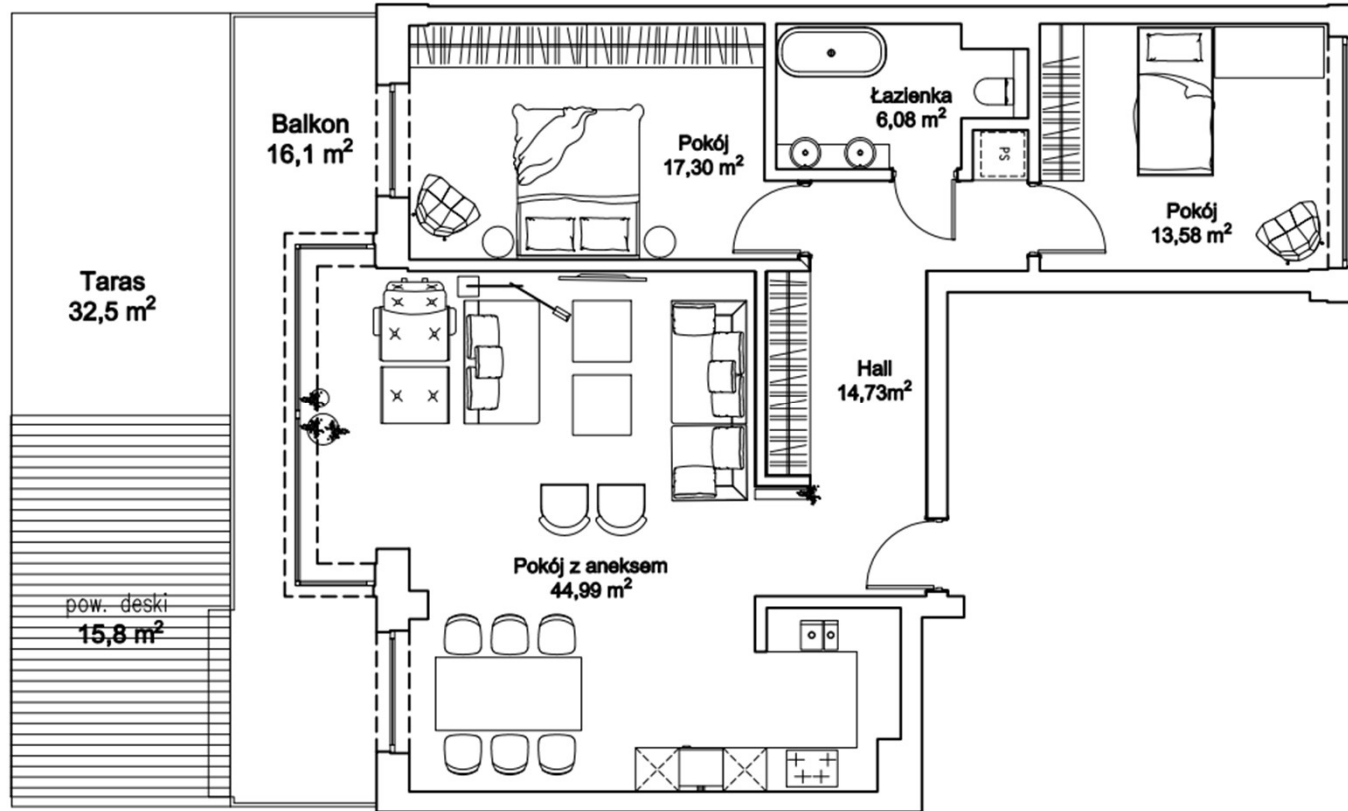 Balkon
16,1 m²
Pokój
17,30 m²
Łazienka
6,08 m²
PS
Pokój
13,58 m²
Taras
32,5 m²
Hall
14,73m²
Pokój z aneksem
44,99 m²
pow. deski
15,8 m²